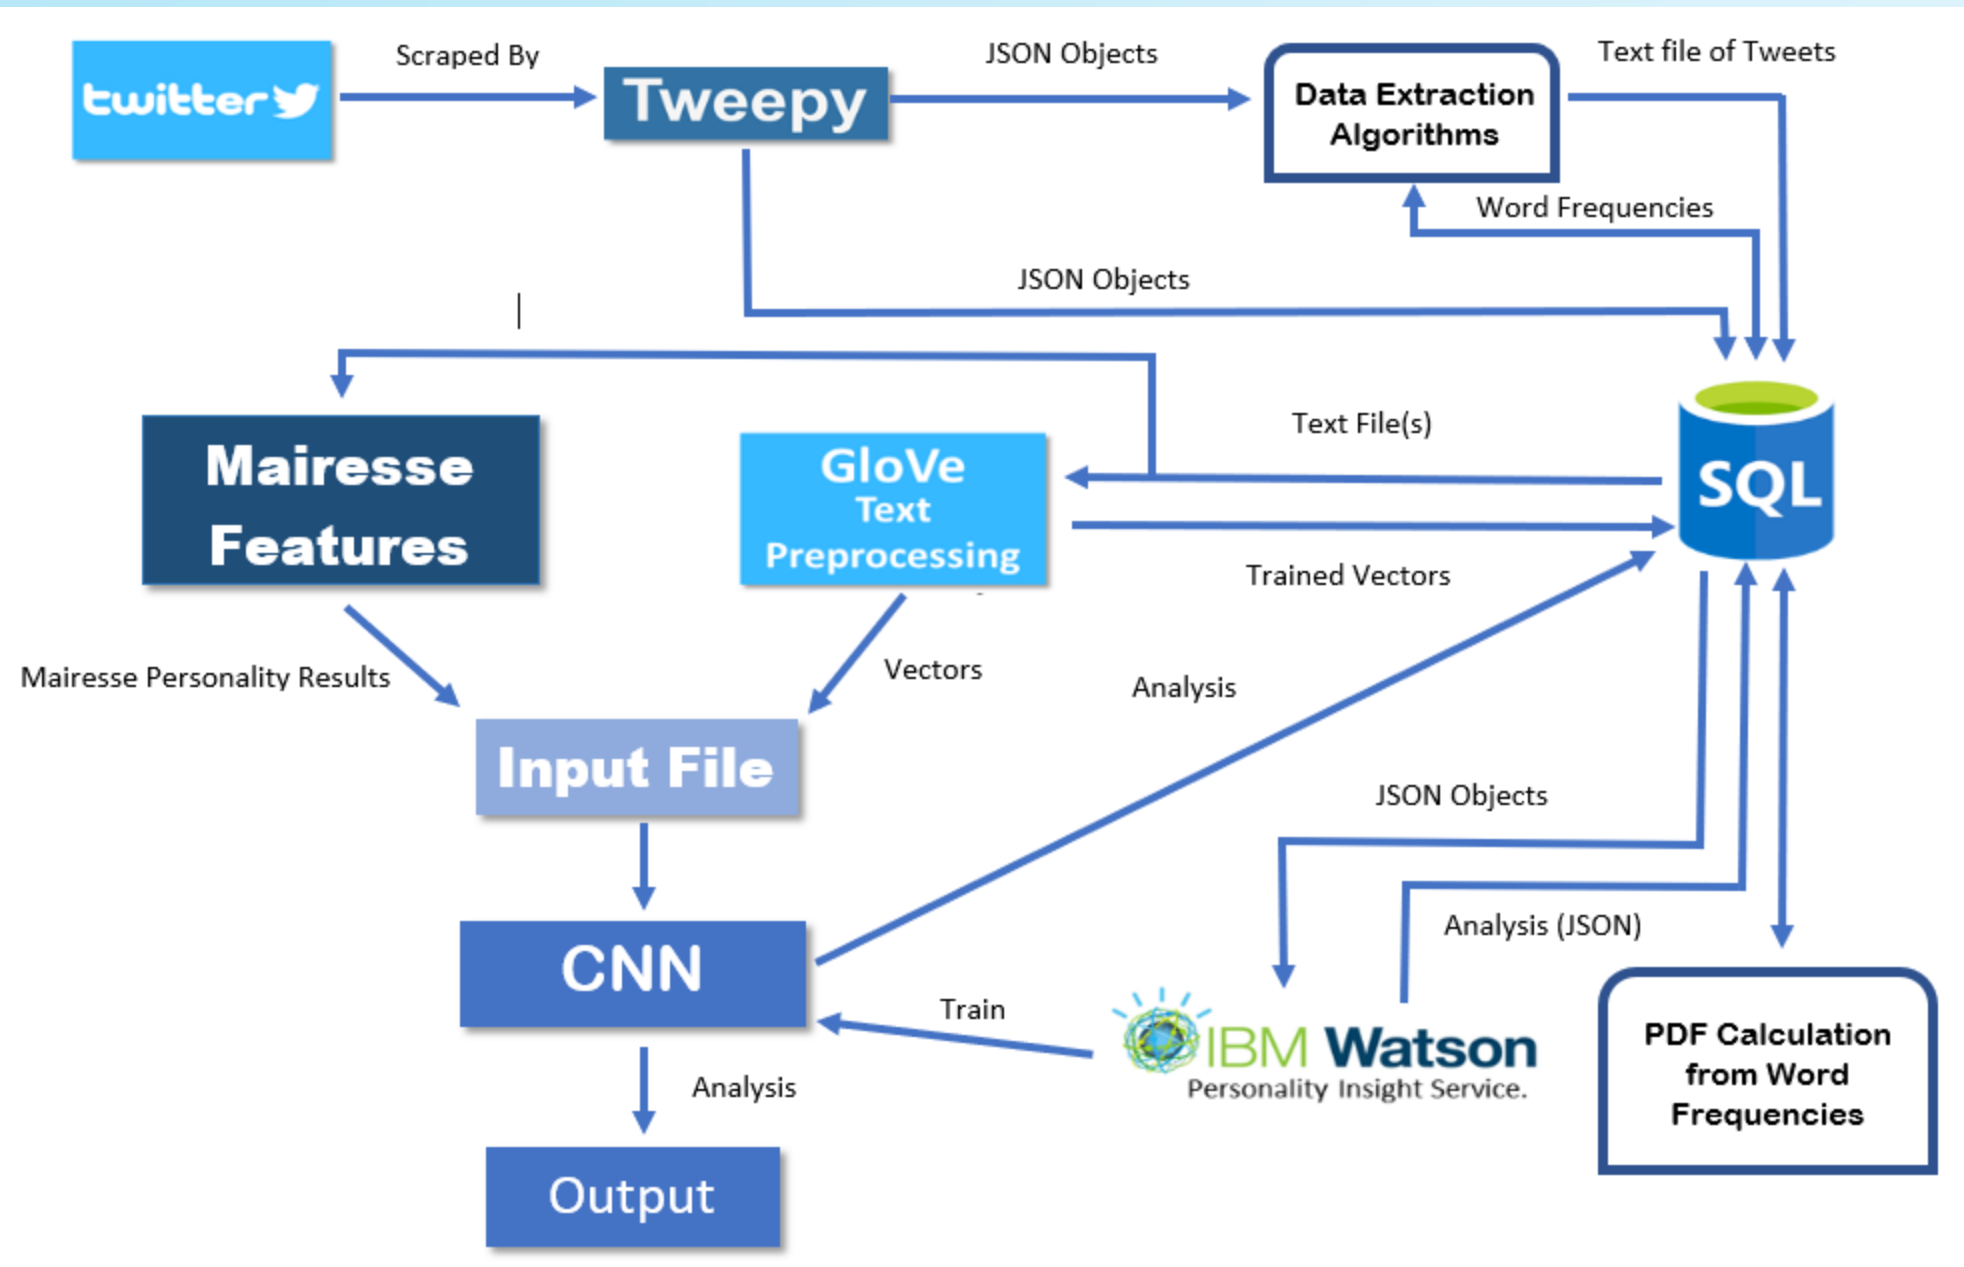 twitter
Scraped By
Tweepy
JSON Objects
Data Extraction
Algorithms
Text file of Tweets
Word Frequencies
JSON Objects
Mairesse
Features
GloVe
Text
Preprocessing
Text File(s)
SQL
Trained Vectors
Mairesse Personality Results
Vectors
Analysis
Input File
JSON Objects
CNN
Analysis (JSON)
Train
IBM Watson
Personality Insight Service.
PDF Calculation
from Word
Frequencies
Analysis
Output